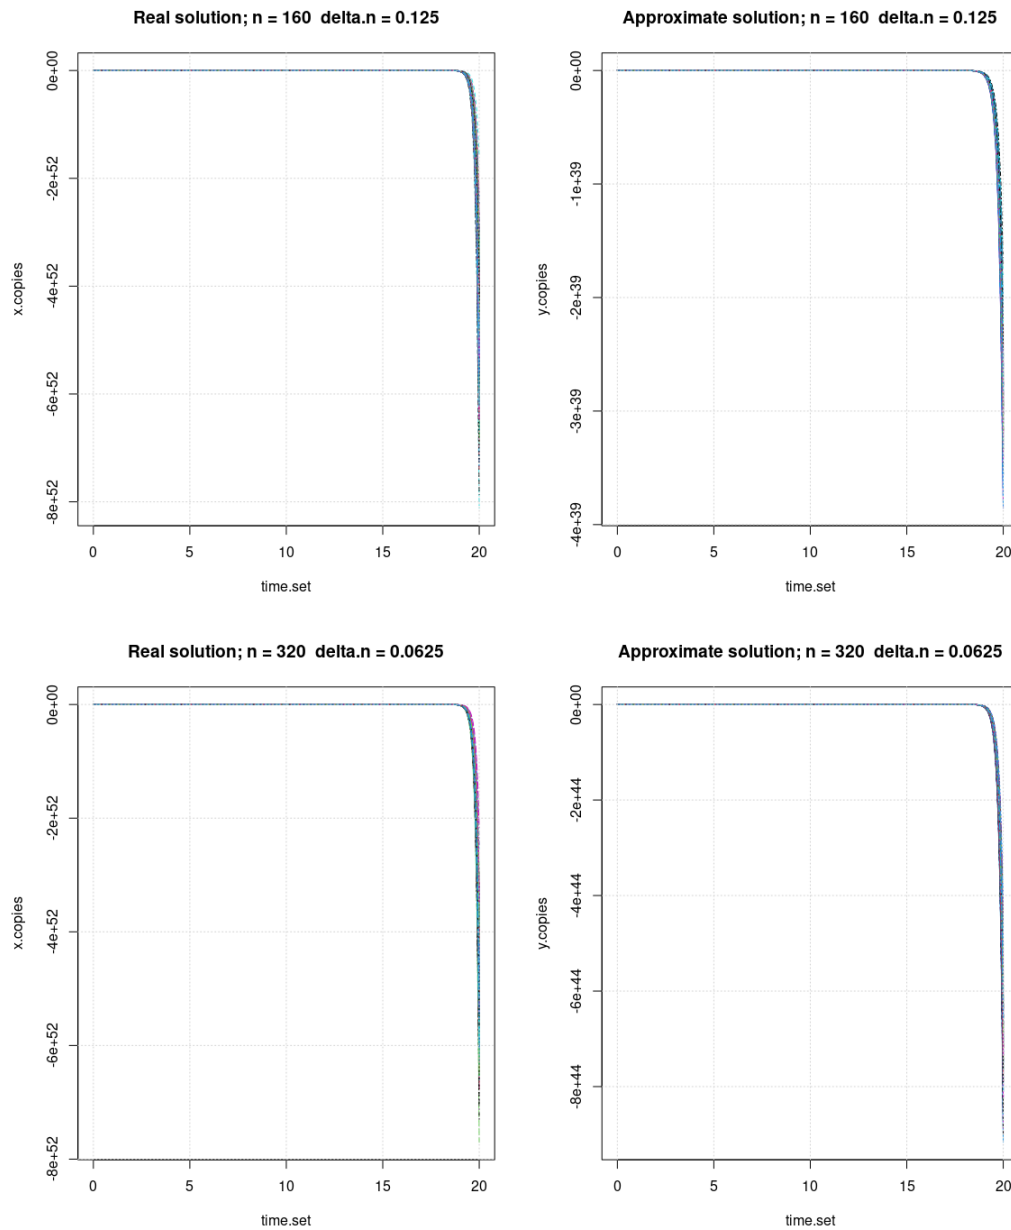 Real solution; n = 160 delta.n = 0.125
0e+00
-2e+52
-4e+52
-6e+52
-8e+52
x.copies
0 5 10 15 20
time.set
Approximate solution; n = 160 delta.n = 0.125
0e+00
-1e+39
-2e+39
-3e+39
-4e+39
y.copies
0 5 10 15 20
time.set
Real solution; n = 320 delta.n = 0.0625
0e+00
-2e+52
-4e+52
-6e+52
-8e+52
x.copies
0 5 10 15 20
time.set
Approximate solution; n = 320 delta.n = 0.0625
0e+00
-2e+44
-4e+44
-6e+44
-8e+44
y.copies
0 5 10 15 20
time.set